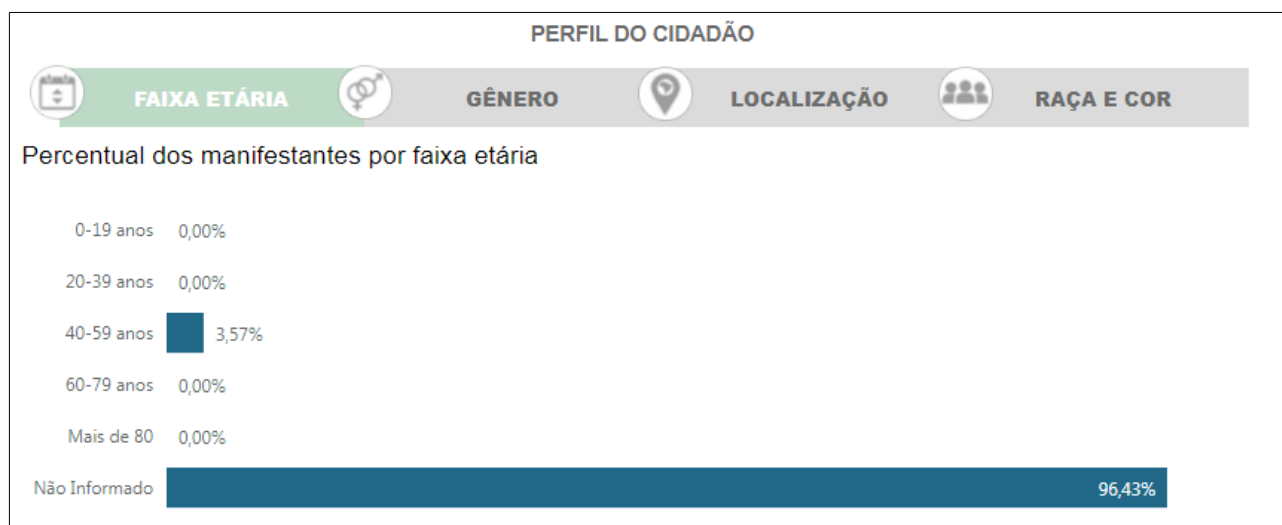 PERFIL DO CIDADÃO
FAIXA ETÁRIA GÊNERO LOCALIZAÇÃO RAÇA E COR
Percentual dos manifestantes por faixa etária
0-19 anos 0,00%
20-39 anos 0,00%
40-59 anos 3,57%
60-79 anos 0,00%
Mais de 80 0,00%
Não Informado 96,43%